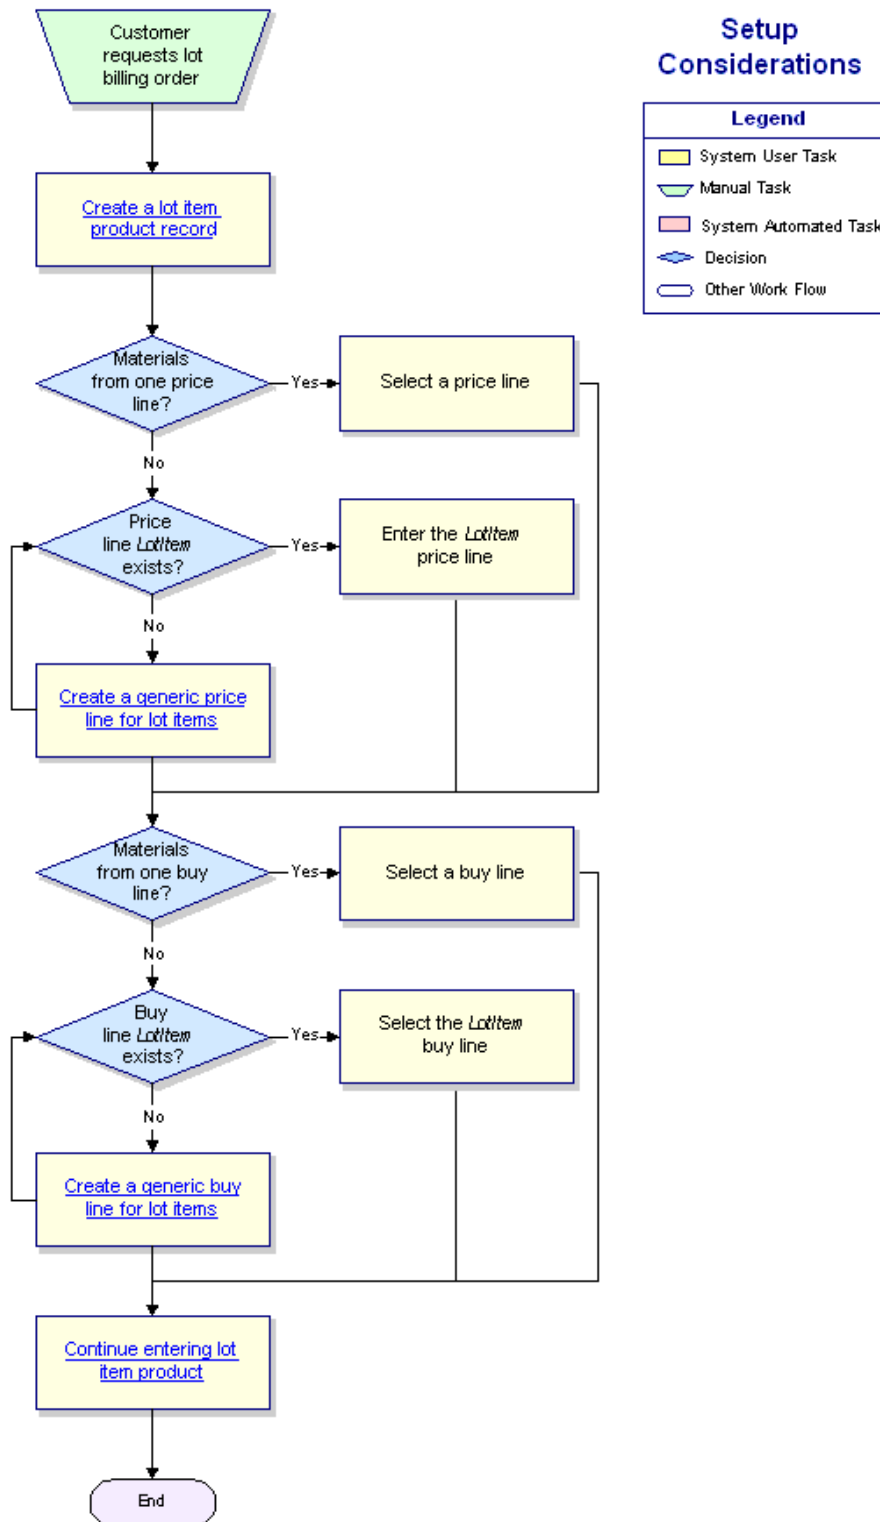 Customer
requests lot
billing order
Setup
Considerations
Legend
System User Task
Manual Task
System Automated Task
Decision
Other Work Flow
Create a lot item
product record
Materials
from one price
line?
Yes
Select a price line
No
Price
line LotItem
exists?
Yes
Enter the LotItem
price line
No
Create a generic price
line for lot items
Materials
from one buy
line?
Yes
Select a buy line
No
Buy
line LotItem
exists?
Yes
Select the LotItem
buy line
No
Create a generic buy
line for lot items
Continue entering lot
item product
End